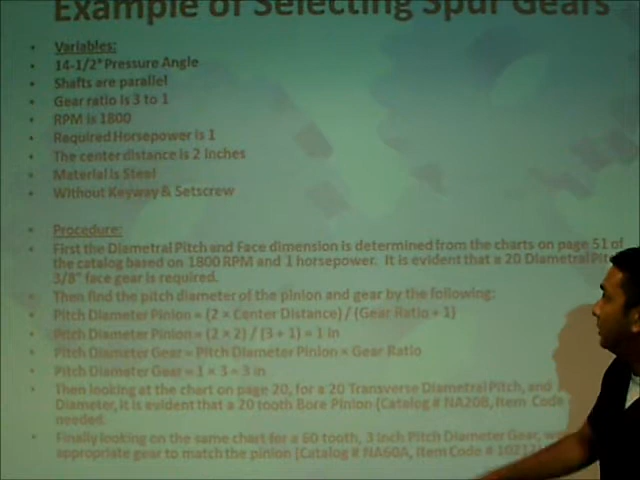 Example of Selecting Spur Gears
Variables:
14-1/2° Pressure Angle
Shafts are parallel
Gear ratio is 3 to 1
RPM is 1800
Required Horsepower is 1
The center distance is 2 Inches
Material is Steel
Without Keyway & Setscrew
Procedure:
First the Diametral Pitch and Face dimension is determined from the charts on page 51 of
the catalog based on 1800 RPM and 1 horsepower. It is evident that a 20 Diametral
3/8" face gear is required.
Then find the pitch diameter of the pinion and gear by the following:
Pitch Diameter Pinion = (2 × Center Distance) / (Gear Ratio + 1)
Pitch Diameter Pinion = (2 × 2) / (3 + 1) = 1 in
Pitch Diameter Gear = Pitch Diameter Pinion × Gear Ratio
Pitch Diameter Gear = 1 × 3 = 3 in
Then looking at the chart on page 20, for a 20 Transverse Diametral Pitch, and
Diameter, it is evident that a 20 tooth Bore Pinion (Catalog # NA20B, Item Code
needed.
Finally looking on the same chart for a 60 tooth, 3 Inch Pitch Diameter Gear,
appropriate gear to match the pinion (Catalog # NA60A, Item Code #